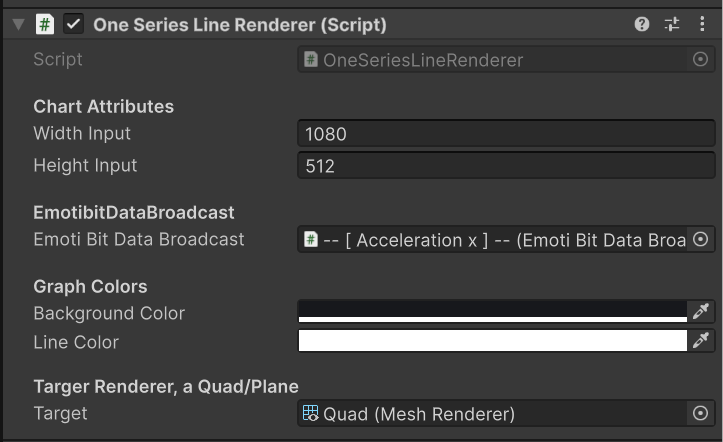 One Series Line Renderer (Script)
Script
# OneSeriesLineRenderer
Chart Attributes
Width Input
1080
Height Input
512
EmotibitDataBroadcast
Emoti Bit Data Broadcast
# -- [ Acceleration x ] -- (Emoti Bit Data Broa
Graph Colors
Background Color
Line Color
Targer Renderer, a Quad/Plane
Target
Quad (Mesh Renderer)